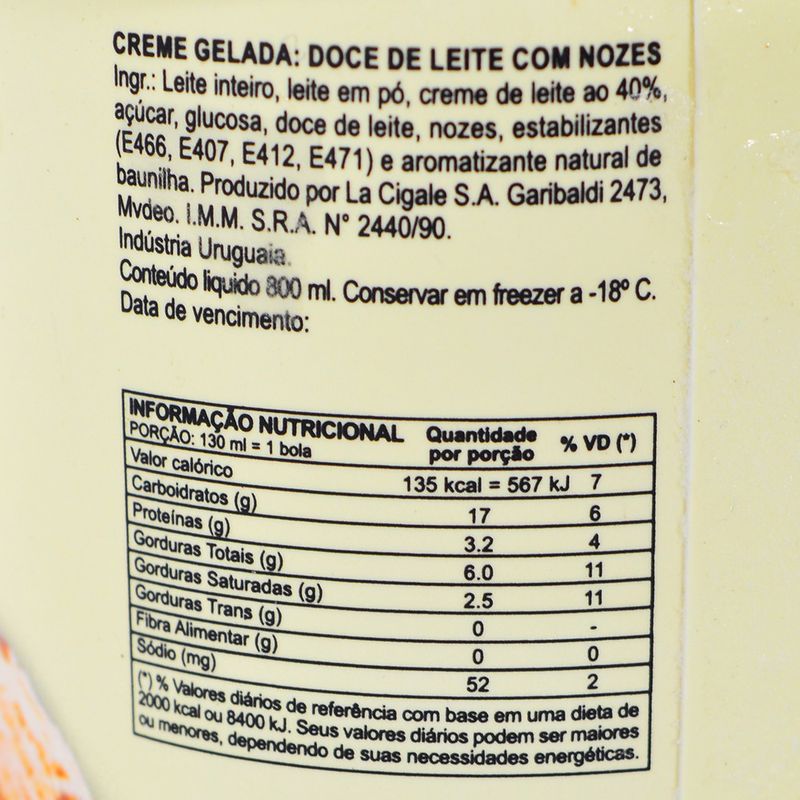 CREME GELADA: DOCE DE LEITE COM NOZES
Ingr.: Leite inteiro, leite em pó, creme de leite ao 40%,
açúcar, glucosa, doce de leite, nozes, estabilizantes
(E466, E407, E412, E471) e aromatizante natural de
baunilha. Produzido por La Cigale S.A. Garibaldi 2473,
Mvdeo. I.M.M. S.R.A. N° 2440/90.
Indústria Uruguaia.
Conteúdo liquido 800 ml. Conservar em freezer a -18º C.
Data de vencimento:
INFORMAÇÃO NUTRICIONAL Quantidade por porção % VD (*)
PORÇÃO: 130 ml = 1 bola
Valor calórico 135 kcal = 567 kJ 7
Carboidratos (g) 17 6
Proteínas (g) 3.2 4
Gorduras Totais (g) 6.0 11
Gorduras Saturadas (g) 2.5 11
Gorduras Trans (g) 0 -
Fibra Alimentar (g) 0 0
Sódio (mg) 52 2
(*) % Valores diários de referência com base em uma dieta de
2000 kcal ou 8400 kJ. Seus valores diários podem ser maiores
ou menores, dependendo de suas necessidades energéticas.